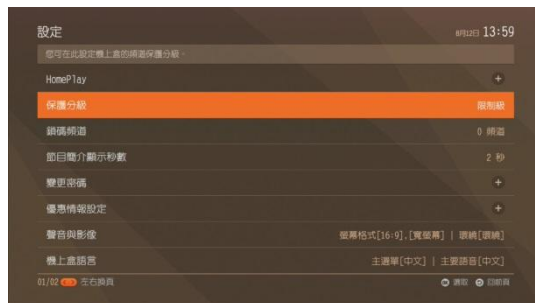 設定
8月12日 13:59
您可在此設定機上盒的頻道保護分級。
HomePlay +
保護分級 限制級
鎖碼頻道 0 頻道
節目簡介顯示秒數 2 秒
變更密碼 +
優惠情報設定 +
聲音與影像 螢幕格式[16:9],[寬螢幕] | 環繞[環繞]
機上盒語言 主選單[中文] | 主要語音[中文]
01/02 左右換頁 選取 回前頁